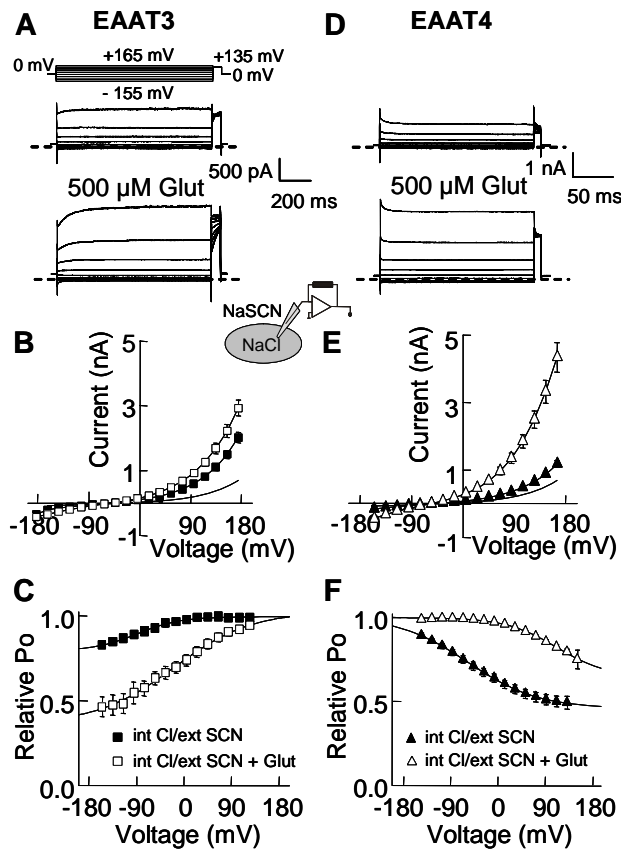 A EAAT3
D EAAT4
+165 mV
+135 mV
0 mV
0 mV
- 155 mV
500 pA
200 ms
1 nA
50 ms
500 µM Glut
500 µM Glut
NaSCN
NaCl
B
Current (nA)
5
3
1
-1
-180 -90 90 180
Voltage (mV)
E
Current (nA)
5
3
1
-1
-180 -90 90 180
Voltage (mV)
C
Relative Po
1.0
0.5
0.0
int Cl/ext SCN
int Cl/ext SCN + Glut
-180 -90 0 90 180
Voltage (mV)
F
Relative Po
1.0
0.5
0.0
int Cl/ext SCN
int Cl/ext SCN + Glut
-180 -90 0 90 180
Voltage (mV)